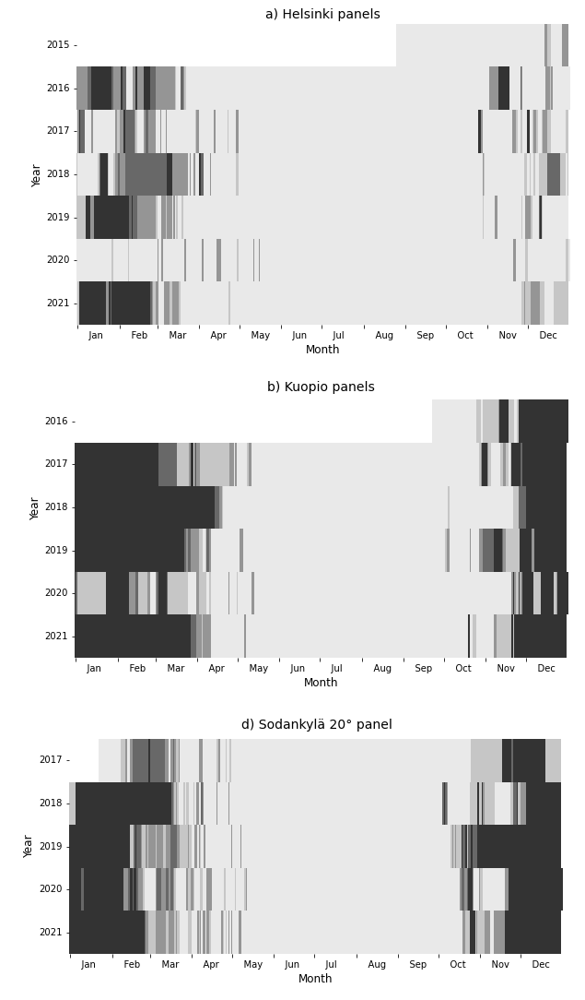 a) Helsinki panels
2015
2016
2017
2018
2019
2020
2021
Year
Jan Feb Mar Apr May Jun Jul Aug Sep Oct Nov Dec
Month
b) Kuopio panels
2016
2017
2018
2019
2020
2021
Year
Jan Feb Mar Apr May Jun Jul Aug Sep Oct Nov Dec
Month
d) Sodankylä 20° panel
2017
2018
2019
2020
2021
Year
Jan Feb Mar Apr May Jun Jul Aug Sep Oct Nov Dec
Month